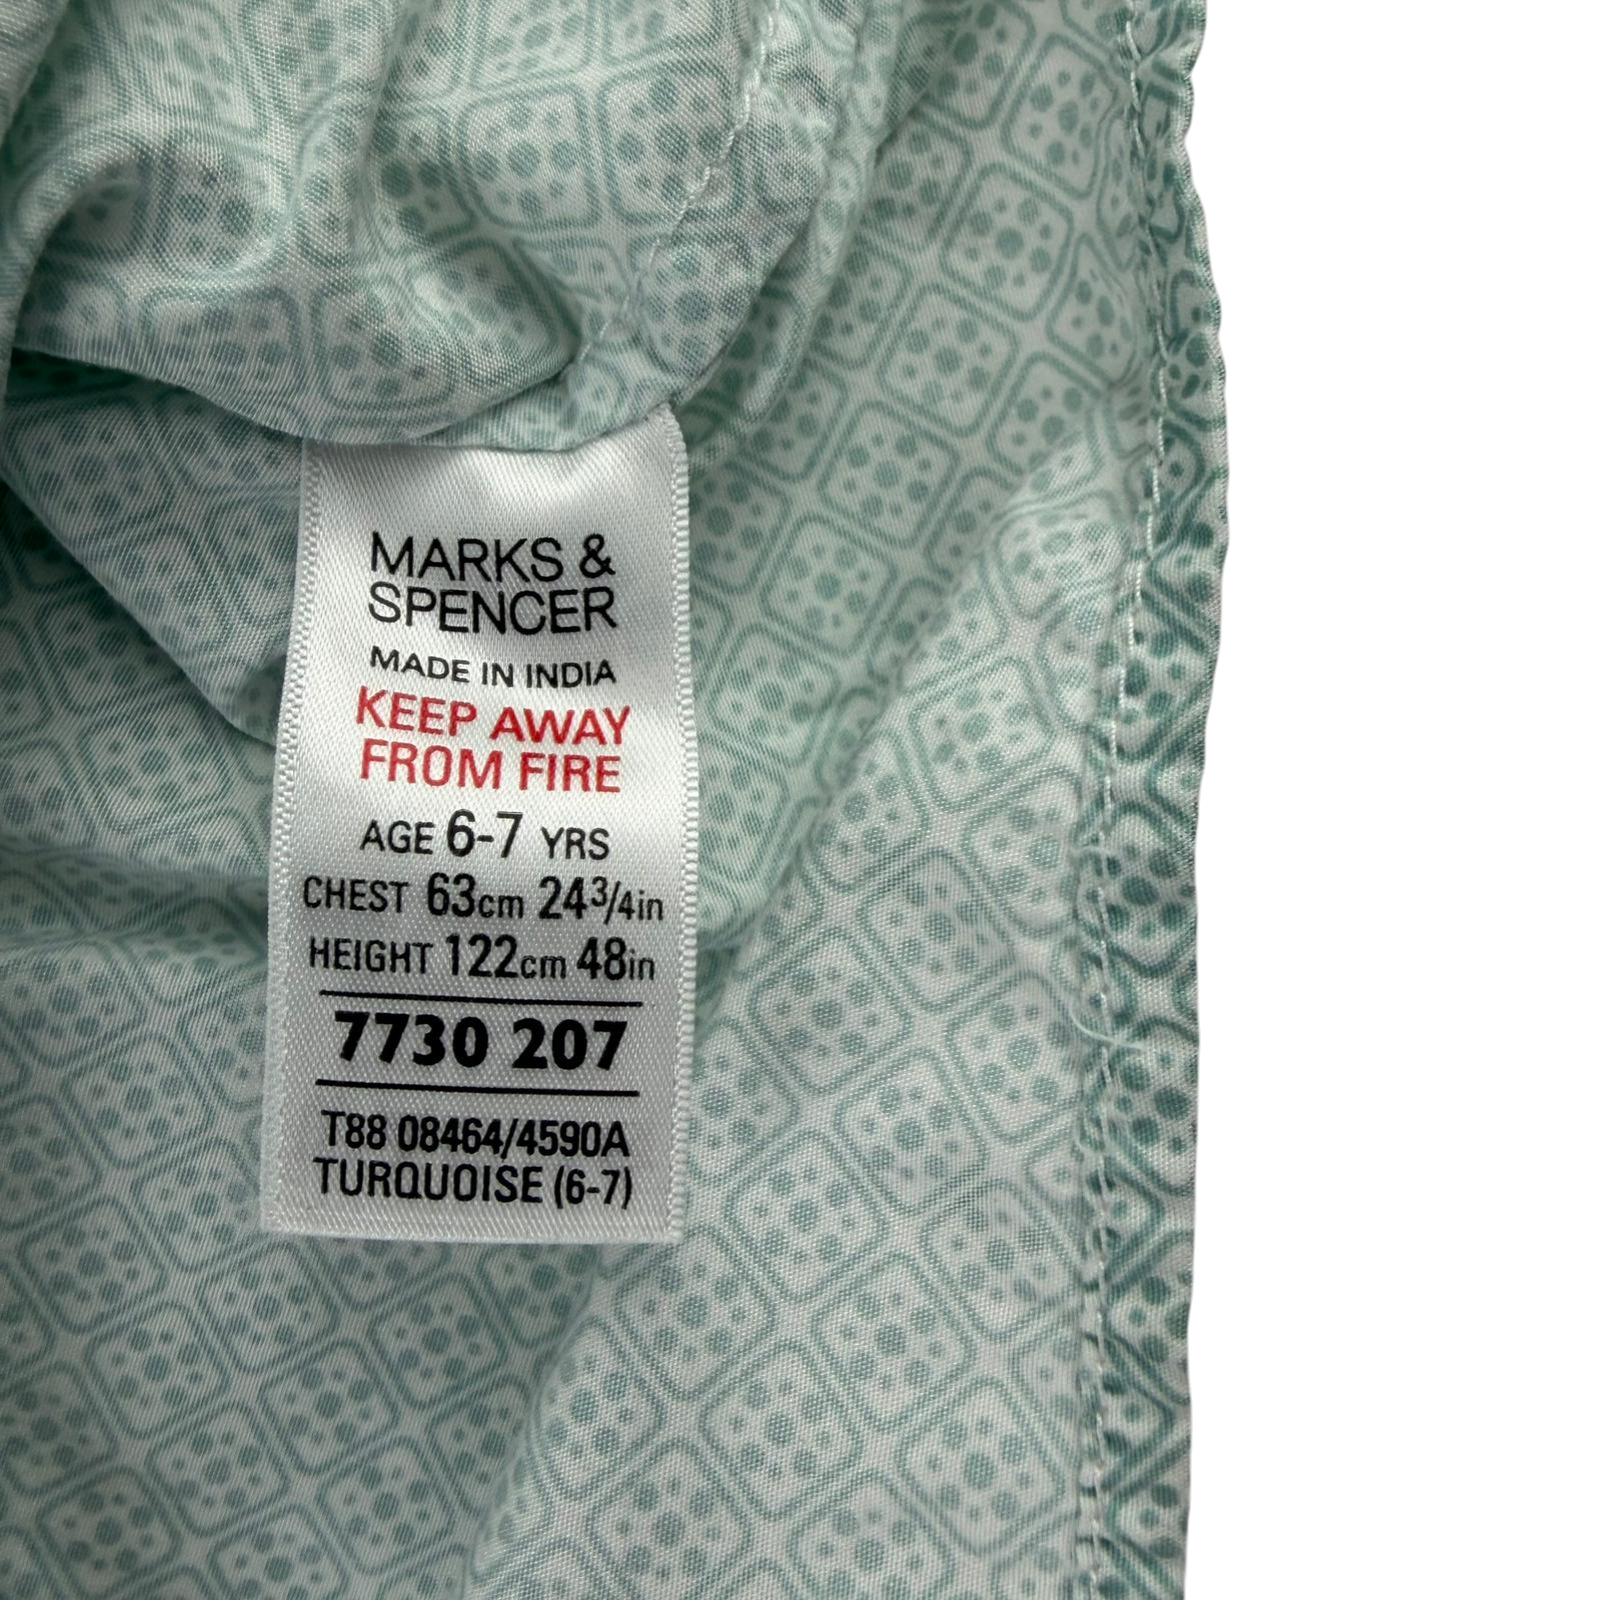 MARKS &
SPENCER
MADE IN INDIA
KEEP AWAY
FROM FIRE
AGE 6-7 YRS
CHEST 63cm 24 3/4in
HEIGHT 122cm 48in
7730 207
T88 08464/4590A
TURQUOISE (6-7)